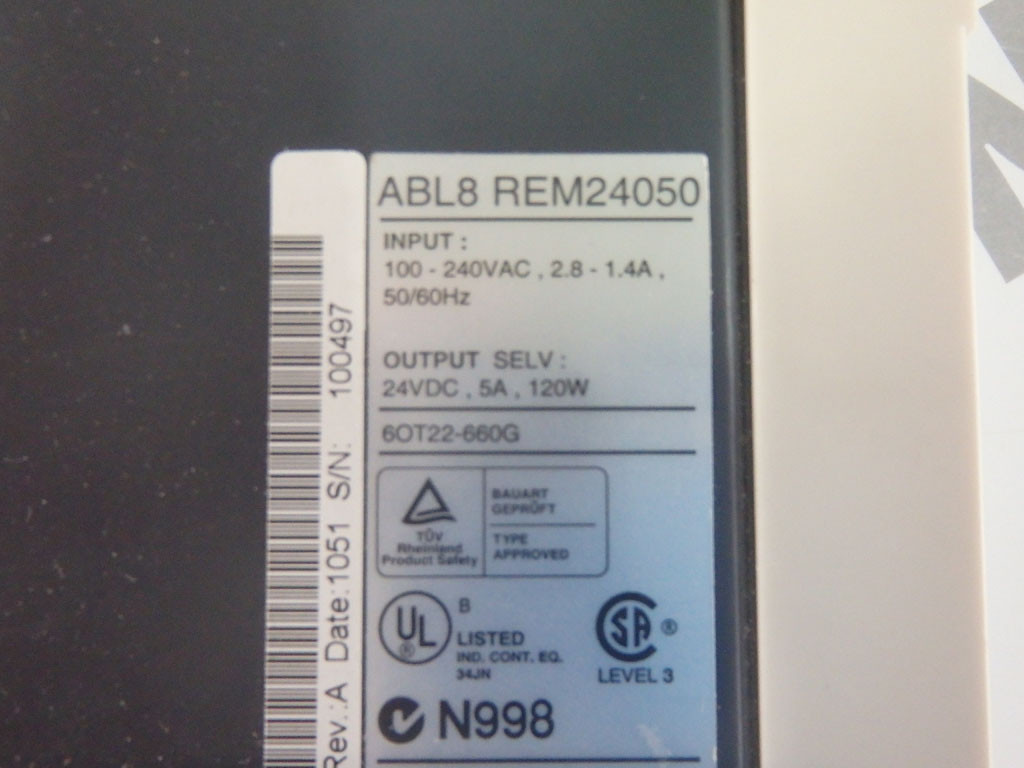 ABL8 REM24050
INPUT :
100 - 240VAC , 2.8 - 1.4A ,
50/60Hz
OUTPUT SELV :
24VDC , 5A , 120W
6OT22-660G
TÜV
Rheinland
Product Safety
BAUART
GEPRÜFT
TYPE
APPROVED
UL
®
B
LISTED
IND. CONT. EQ.
34JN
SA ®
LEVEL 3
N998
Rev.:A Date:1051 S/N: 100497